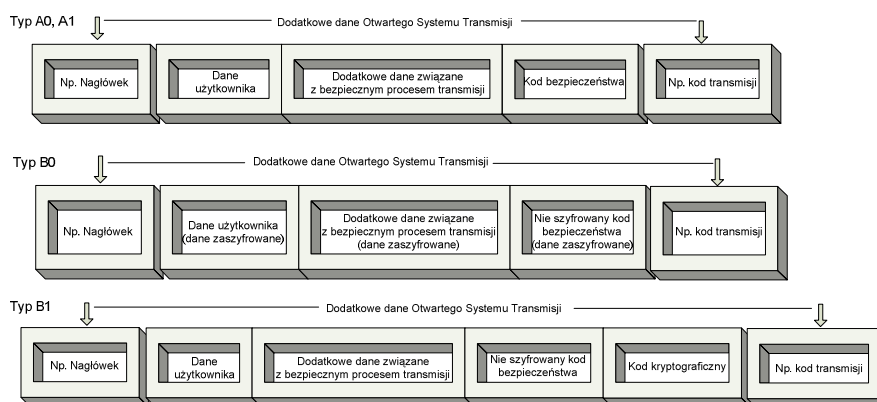 Typ A0, A1
Dodatkowe dane Otwartego Systemu Transmisji
Np. Nagłówek
Dane
użytkownika
Dodatkowe dane związane
z bezpiecznym procesem transmisji
Kod bezpieczeństwa
Np. kod transmisji
Typ B0
Dodatkowe dane Otwartego Systemu Transmisji
Np. Nagłówek
Dane użytkownika
(dane zaszyfrowane)
Dodatkowe dane związane
z bezpiecznym procesem transmisji
(dane zaszyfrowane)
Nie szyfrowany kod
bezpieczeństwa
(dane zaszyfrowane)
Np. kod transmisji
Typ B1
Dodatkowe dane Otwartego Systemu Transmisji
Np. Nagłówek
Dane
użytkownika
Dodatkowe dane związane
z bezpiecznym procesem transmisji
Nie szyfrowany kod
bezpieczeństwa
Kod kryptograficzny
Np. kod transmisji